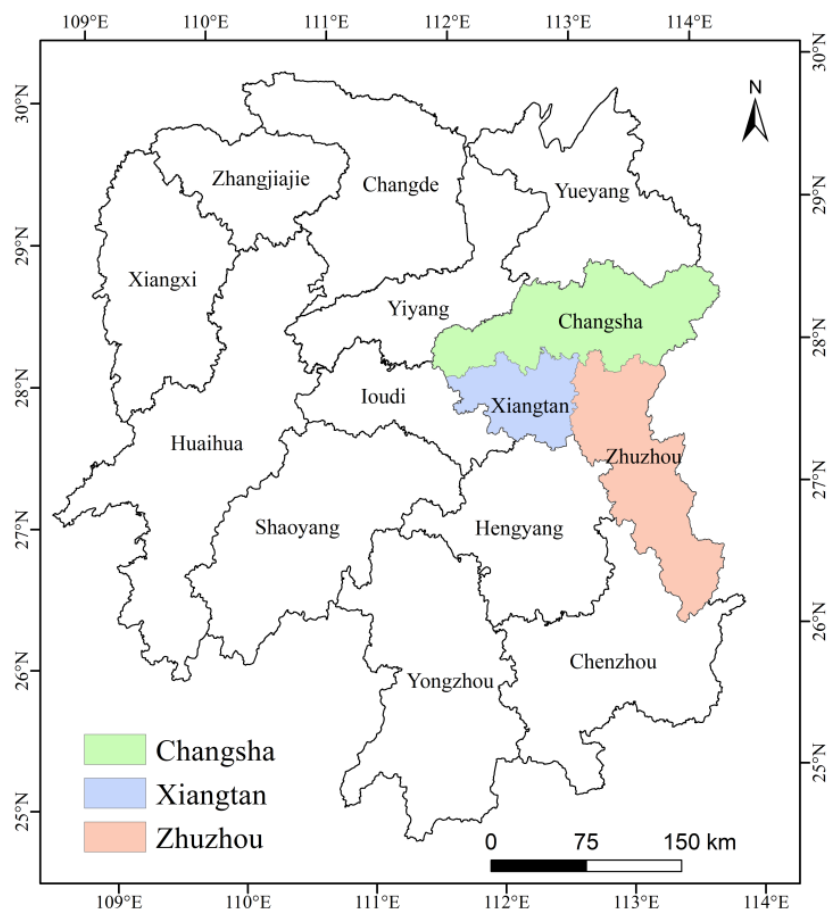 109°E 110°E 111°E 112°E 113°E 114°E
30°N
30°N
N
Zhangjiajie
Changde
Yueyang
29°N
29°N
Xiangxi
Yiyang
Changsha
28°N
28°N
Ioudi
Xiangtan
Huaihua
Zhuzhou
27°N
27°N
Shaoyang
Hengyang
26°N
26°N
Chenzhou
Yongzhou
Changsha
25°N
Xiangtan
25°N
Zhuzhou
0 75 150 km
109°E 110°E 111°E 112°E 113°E 114°E